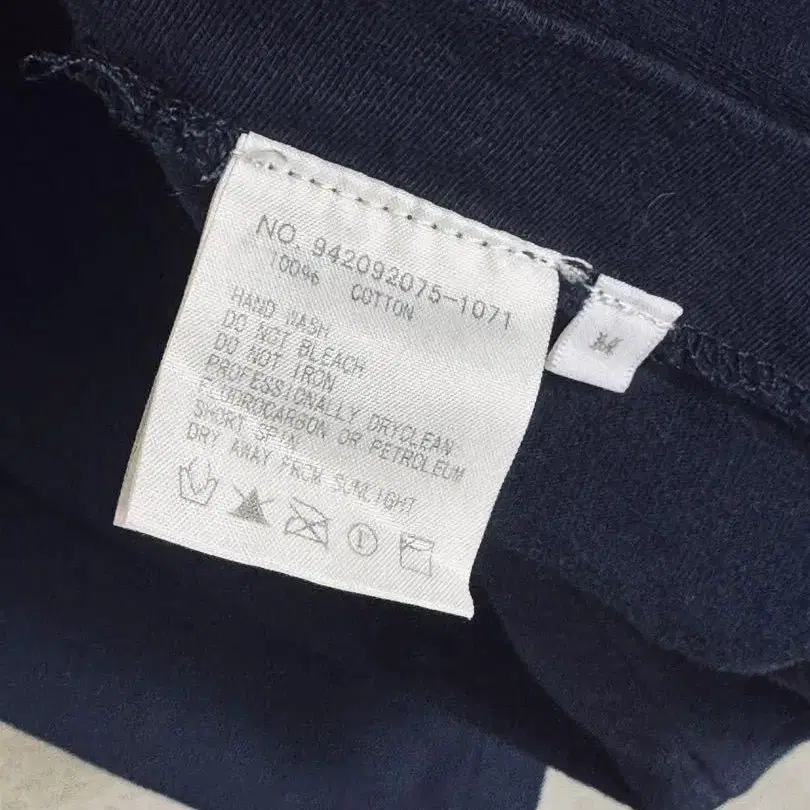 NO. 942092075-1071
100% COTTON
HAND WASH
DO NOT BLEACH
DO NOT IRON
PROFESSIONALLY DRYCLEAN
FLUOROCARBON OR PETROLEUM
SHORT SPIN
DRY AWAY FROM SUNLIGHT
M